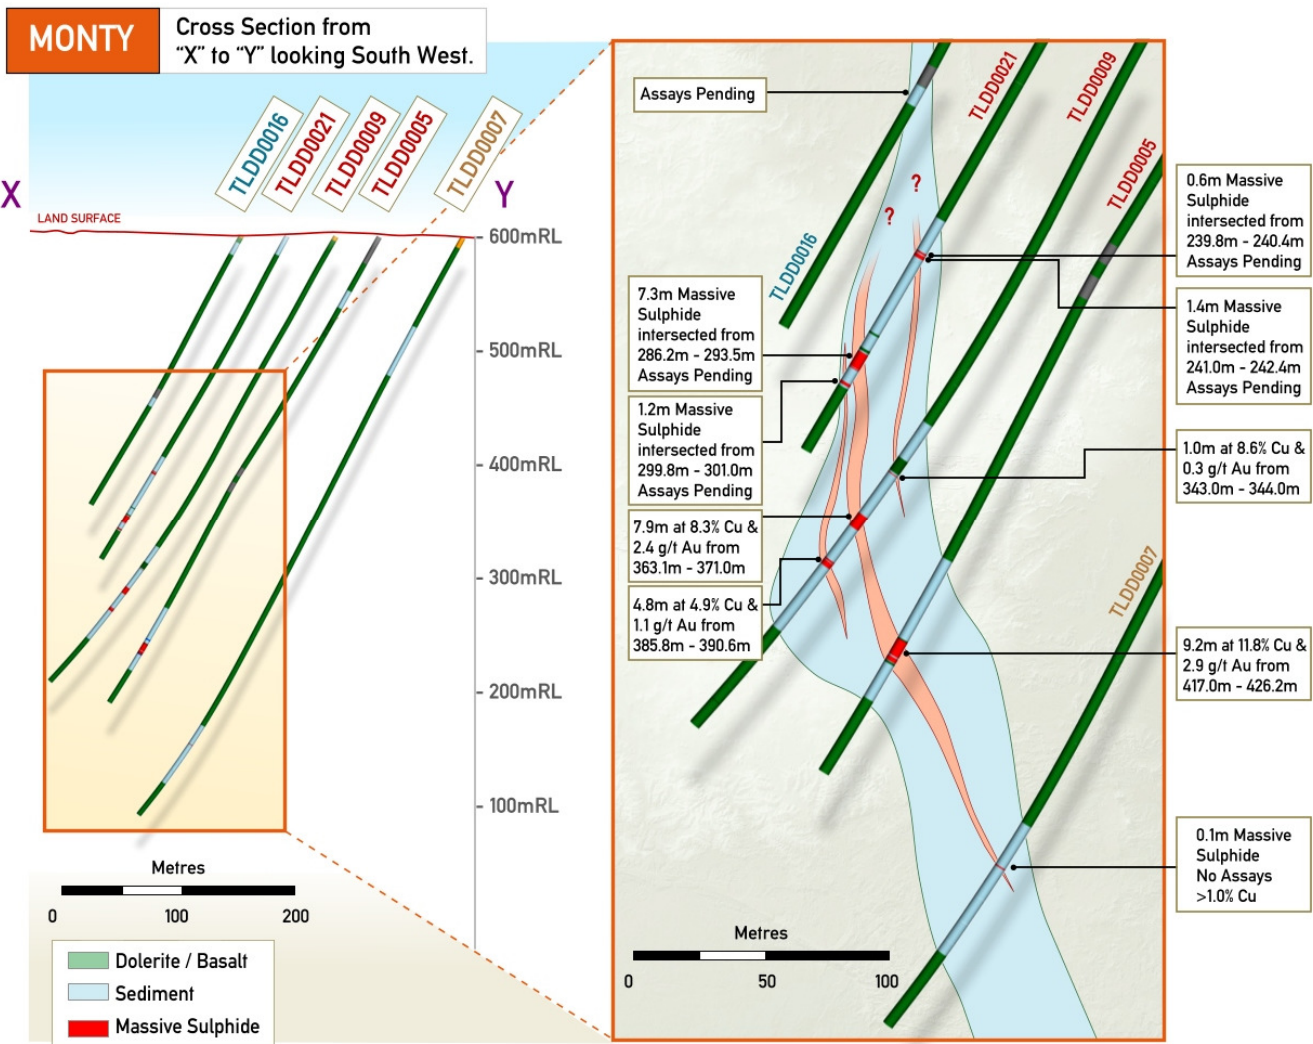 MONTY
Cross Section from
“X” to “Y” looking South West.
TLDD0016
TLDD0021
TLDD0009
TLDD0005
TLDD0007
X
Y
LAND SURFACE
- 600mRL
- 500mRL
- 400mRL
- 300mRL
- 200mRL
- 100mRL
Metres
0 100 200
Dolerite / Basalt
Sediment
Massive Sulphide
Assays Pending
TLDD0021
TLDD0009
TLDD0005
TLDD0016
TLDD0007
?
?
7.3m Massive
Sulphide
intersected from
286.2m - 293.5m
Assays Pending
1.2m Massive
Sulphide
intersected from
299.8m - 301.0m
Assays Pending
7.9m at 8.3% Cu &
2.4 g/t Au from
363.1m - 371.0m
4.8m at 4.9% Cu &
1.1 g/t Au from
385.8m - 390.6m
0.6m Massive
Sulphide
intersected from
239.8m - 240.4m
Assays Pending
1.4m Massive
Sulphide
intersected from
241.0m - 242.4m
Assays Pending
1.0m at 8.6% Cu &
0.3 g/t Au from
343.0m - 344.0m
9.2m at 11.8% Cu &
2.9 g/t Au from
417.0m - 426.2m
0.1m Massive
Sulphide
No Assays
>1.0% Cu
Metres
0 50 100